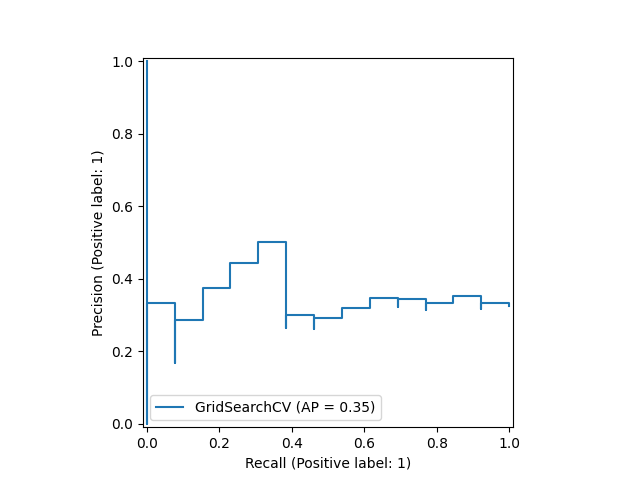 1.0
0.8
0.6
0.4
0.2
0.0
Precision (Positive label: 1)
GridSearchCV (AP = 0.35)
0.0 0.2 0.4 0.6 0.8 1.0
Recall (Positive label: 1)